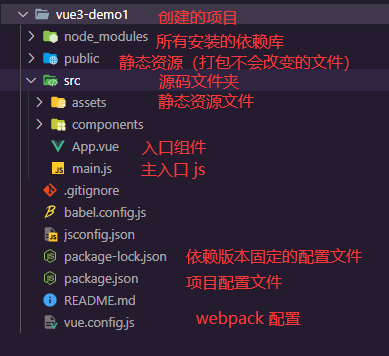 vue3-demo1 创建的项目
node_modules 所有安装的依赖库
public 静态资源（打包不会改变的文件）
src 源码文件夹
assets 静态资源文件
components
App.vue 入口组件
JS main.js 主入口 js
.gitignore
babel.config.js
jsconfig.json
package-lock.json 依赖版本固定的配置文件
package.json 项目配置文件
README.md
vue.config.js webpack 配置